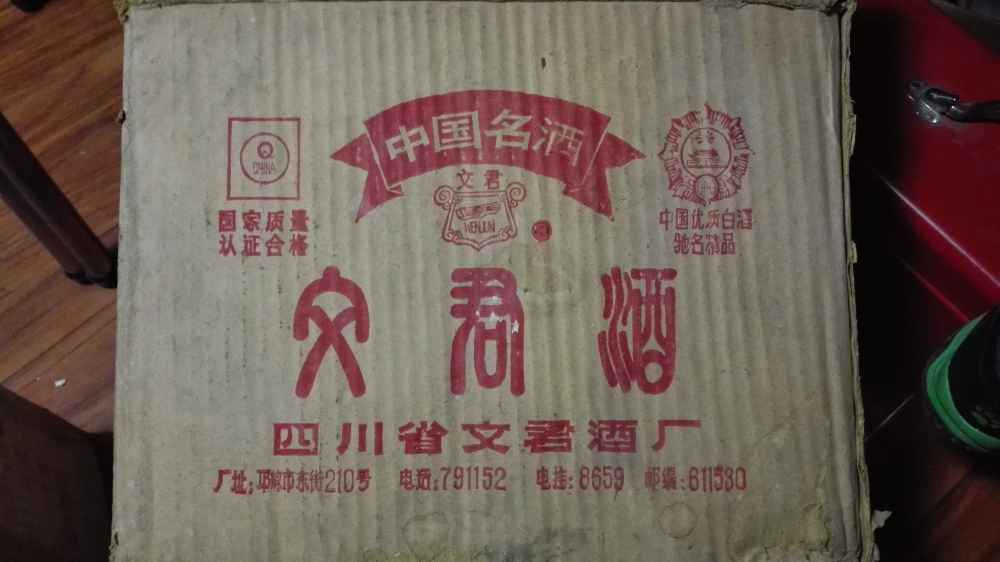 中国名酒
CHINA
文君
WENJUN
国家质量
认证合格
中国优质白酒
驰名精品
文君酒
四川省文君酒厂
厂址:邛崃市东街210号 电话:791152 电挂:8659 邮编:611530